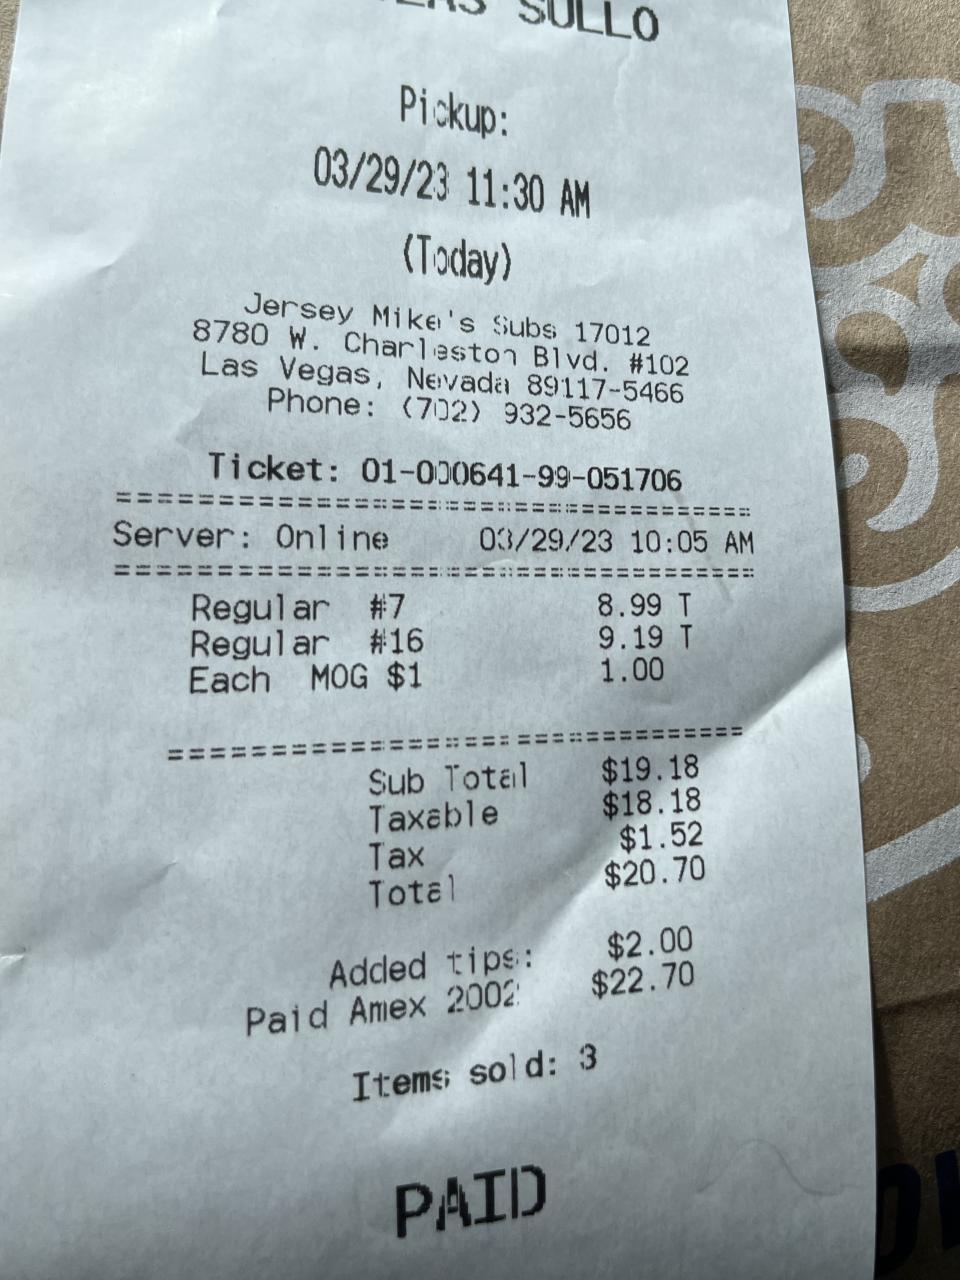 SULLO
Pickup:
03/29/23 11:30 AM
(Today)
Jersey Mike's Subs 17012
8780 W. Charleston Blvd. #102
Las Vegas, Nevada 89117-5466
Phone: (702) 932-5656
Ticket: 01-000641-99-051706
==============================
Server: Online 03/29/23 10:05 AM
==============================
Regular #7 8.99 T
Regular #16 9.19 T
Each MOG $1 1.00
============================
Sub Total $19.18
Taxable $18.18
Tax $1.52
Total $20.70
Added tips: $2.00
Paid Amex 2002: $22.70
Items sold: 3
PAID